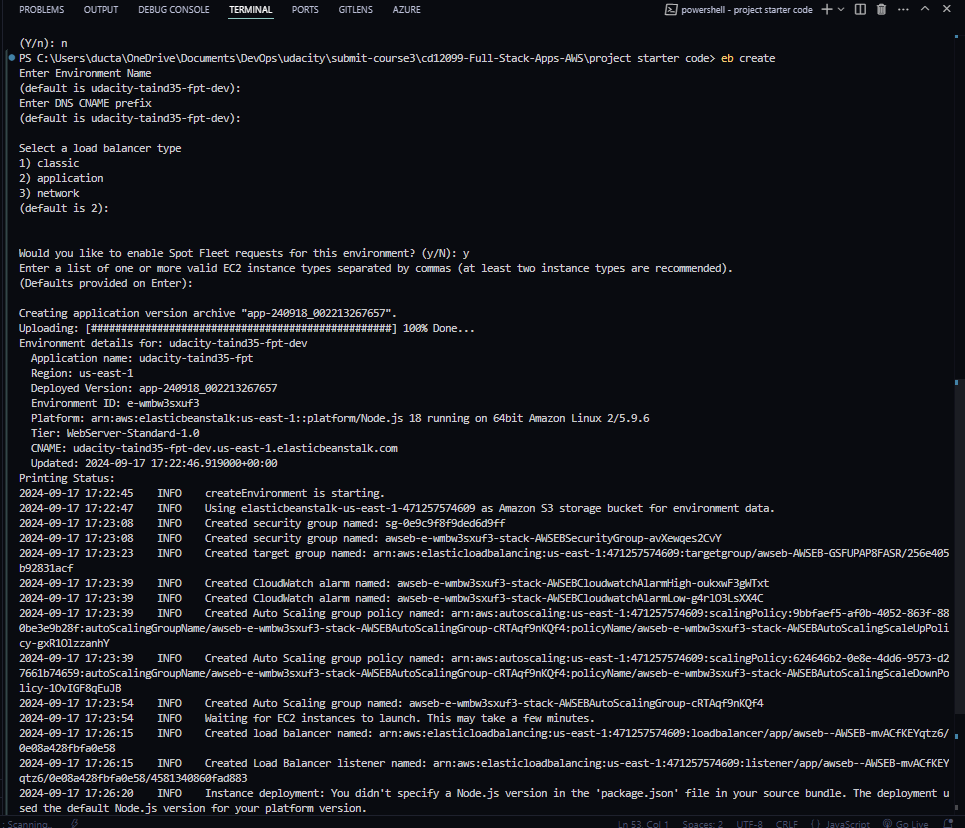 PROBLEMS OUTPUT DEBUG CONSOLE TERMINAL PORTS GITLENS AZURE powershell - project starter code
(Y/n): n
PS C:\Users\ducta\OneDrive\Documents\DevOps\udacity\submit-course3\cd12099-Full-Stack-Apps-AWS\project starter code> eb create
Enter Environment Name
(default is udacity-taind35-fpt-dev):
Enter DNS CNAME prefix
(default is udacity-taind35-fpt-dev):
Select a load balancer type
1) classic
2) application
3) network
(default is 2):
Would you like to enable Spot Fleet requests for this environment? (y/N): y
Enter a list of one or more valid EC2 instance types separated by commas (at least two instance types are recommended).
(Defaults provided on Enter):
Creating application version archive "app-240918_002213267657".
Uploading: [##################################################] 100% Done...
Environment details for: udacity-taind35-fpt-dev
Application name: udacity-taind35-fpt
Region: us-east-1
Deployed Version: app-240918_002213267657
Environment ID: e-wmbw3sxuf3
Platform: arn:aws:elasticbeanstalk:us-east-1::platform/Node.js 18 running on 64bit Amazon Linux 2/5.9.6
Tier: WebServer-Standard-1.0
CNAME: udacity-taind35-fpt-dev.us-east-1.elasticbeanstalk.com
Updated: 2024-09-17 17:22:46.919000+00:00
Printing Status:
2024-09-17 17:22:45 INFO createEnvironment is starting.
2024-09-17 17:22:47 INFO Using elasticbeanstalk-us-east-1-471257574609 as Amazon S3 storage bucket for environment data.
2024-09-17 17:23:08 INFO Created security group named: sg-0e9c9f8f9ded6d9ff
2024-09-17 17:23:08 INFO Created security group named: awseb-e-wmbw3sxuf3-stack-AWSEBSecurityGroup-avXewqes2CvY
2024-09-17 17:23:23 INFO Created target group named: arn:aws:elasticloadbalancing:us-east-1:471257574609:targetgroup/awseb-AWSEB-GSFUPAP8FASR/256e405
b92831acf
2024-09-17 17:23:39 INFO Created CloudWatch alarm named: awseb-e-wmbw3sxuf3-stack-AWSEBCloudwatchAlarmHigh-oukxwF3gWTxt
2024-09-17 17:23:39 INFO Created CloudWatch alarm named: awseb-e-wmbw3sxuf3-stack-AWSEBCloudwatchAlarmLow-g4rlO3LsXX4C
2024-09-17 17:23:39 INFO Created Auto Scaling group policy named: arn:aws:autoscaling:us-east-1:471257574609:scalingPolicy:9bbfaef5-af0b-4052-863f-88
0be3e9b28f:autoScalingGroupName/awseb-e-wmbw3sxuf3-stack-AWSEBAutoScalingGroup-cRTAqf9nKQf4:policyName/awseb-e-wmbw3sxuf3-stack-AWSEBAutoScalingScaleUpPoli
cy-gxR1OlzzanhY
2024-09-17 17:23:39 INFO Created Auto Scaling group policy named: arn:aws:autoscaling:us-east-1:471257574609:scalingPolicy:624646b2-0e8e-4dd6-9573-d2
7661b74659:autoScalingGroupName/awseb-e-wmbw3sxuf3-stack-AWSEBAutoScalingGroup-cRTAqf9nKQf4:policyName/awseb-e-wmbw3sxuf3-stack-AWSEBAutoScalingScaleDownPo
licy-1OvIGF8qEuJB
2024-09-17 17:23:54 INFO Created Auto Scaling group named: awseb-e-wmbw3sxuf3-stack-AWSEBAutoScalingGroup-cRTAqf9nKQf4
2024-09-17 17:23:54 INFO Waiting for EC2 instances to launch. This may take a few minutes.
2024-09-17 17:26:15 INFO Created load balancer named: arn:aws:elasticloadbalancing:us-east-1:471257574609:loadbalancer/app/awseb--AWSEB-mvACfKEYqtz6/
0e08a428fbfa0e58
2024-09-17 17:26:15 INFO Created Load Balancer listener named: arn:aws:elasticloadbalancing:us-east-1:471257574609:listener/app/awseb--AWSEB-mvACfKEY
qtz6/0e08a428fbfa0e58/4581340860fad883
2024-09-17 17:26:20 INFO Instance deployment: You didn't specify a Node.js version in the 'package.json' file in your source bundle. The deployment u
sed the default Node.js version for your platform version.
Scanning.. Ln 53, Col 1 Spaces: 2 UTF-8 CRLF {} JavaScript Go Live